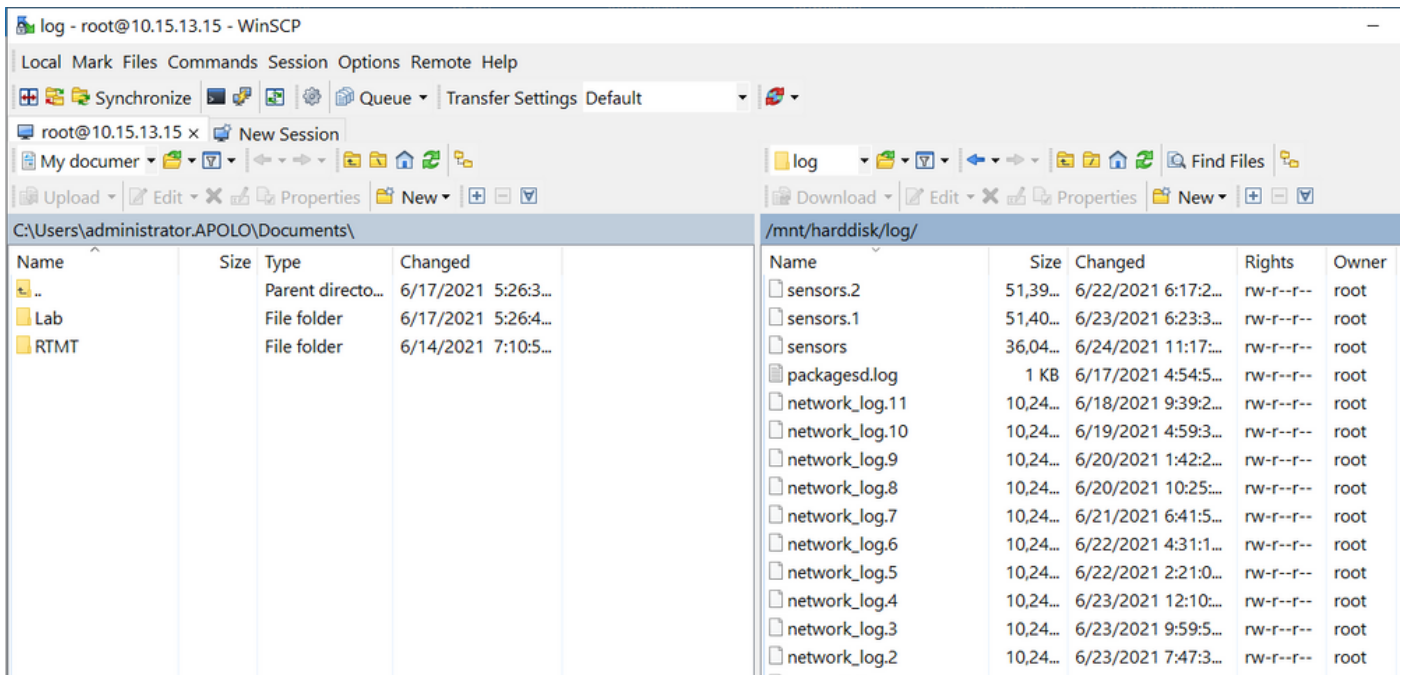 log - root@10.15.13.15 - WinSCP
Local Mark Files Commands Session Options Remote Help
Synchronize Queue Transfer Settings Default
root@10.15.13.15 × New Session
My documer
log Find Files
Upload Edit Properties New
Download Edit Properties New
C:\Users\administrator.APOLO\Documents\
Name Size Type Changed
.. Parent directo... 6/17/2021 5:26:3...
Lab File folder 6/17/2021 5:26:4...
RTMT File folder 6/14/2021 7:10:5...
/mnt/harddisk/log/
Name Size Changed Rights Owner
sensors.2 51,39... 6/22/2021 6:17:2... rw-r--r-- root
sensors.1 51,40... 6/23/2021 6:23:3... rw-r--r-- root
sensors 36,04... 6/24/2021 11:17:... rw-r--r-- root
packagesd.log 1 KB 6/17/2021 4:54:5... rw-r--r-- root
network_log.11 10,24... 6/18/2021 9:39:2... rw-r--r-- root
network_log.10 10,24... 6/19/2021 4:59:3... rw-r--r-- root
network_log.9 10,24... 6/20/2021 1:42:2... rw-r--r-- root
network_log.8 10,24... 6/20/2021 10:25:... rw-r--r-- root
network_log.7 10,24... 6/21/2021 6:41:5... rw-r--r-- root
network_log.6 10,24... 6/22/2021 4:31:1... rw-r--r-- root
network_log.5 10,24... 6/22/2021 2:21:0... rw-r--r-- root
network_log.4 10,24... 6/23/2021 12:10:... rw-r--r-- root
network_log.3 10,24... 6/23/2021 9:59:5... rw-r--r-- root
network_log.2 10,24... 6/23/2021 7:47:3... rw-r--r-- root